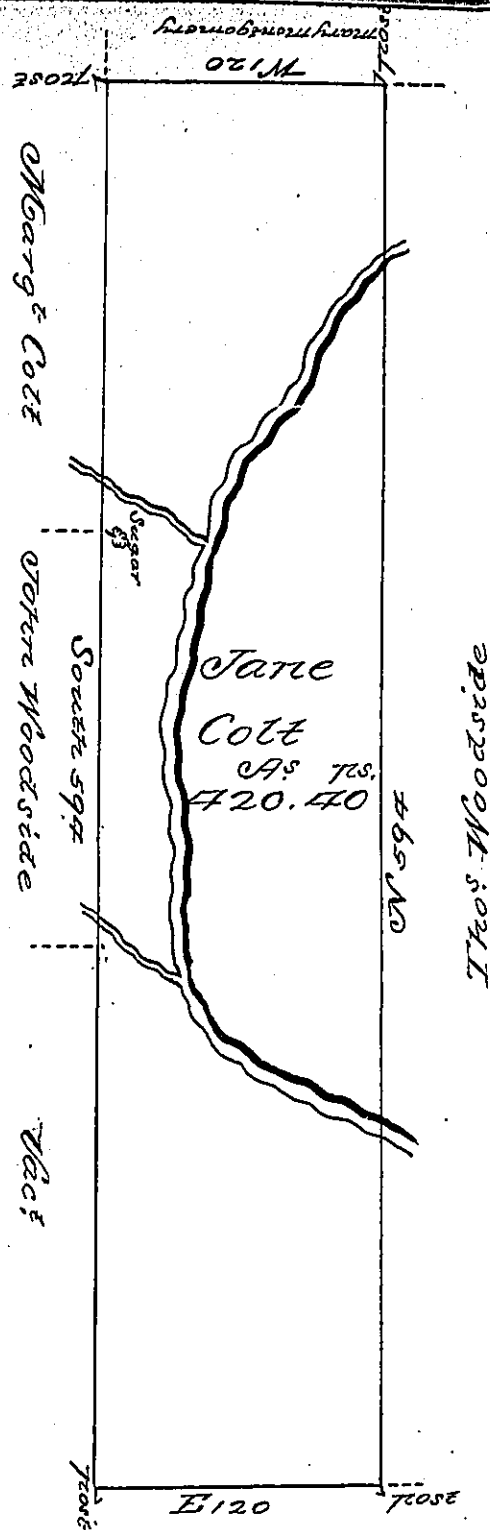 Mary Montgomery
W 120
Post
Post
Marg.t Colt
Sugar
John Woodside
South 594
Jane
Colt
A.s Ps.
420.40
N 594
Tho.s Woodside
Vac.t
Post
E 120
Post